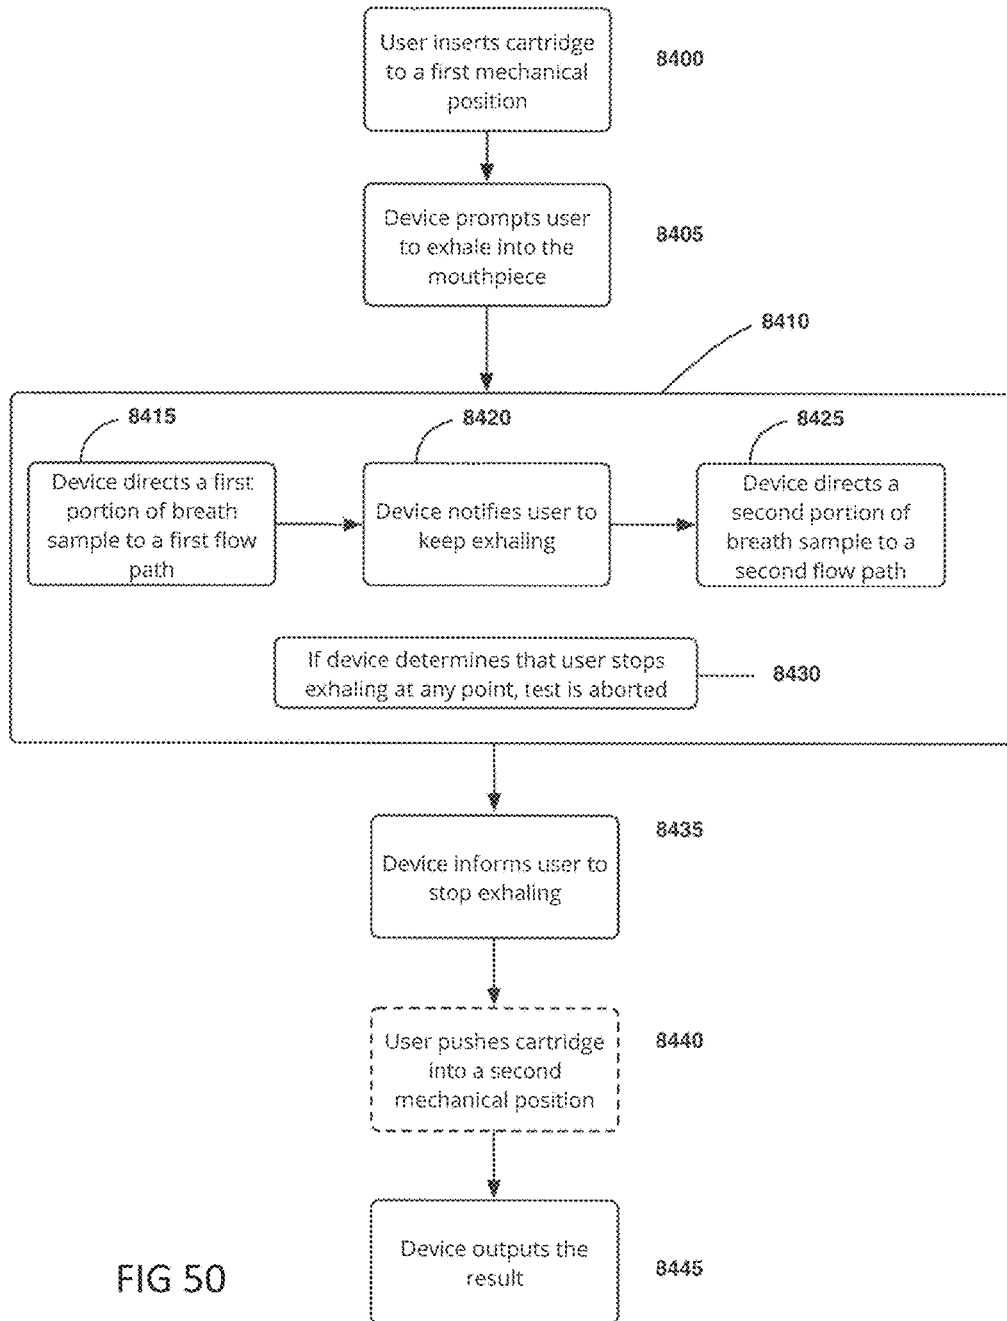 User inserts cartridge
to a first mechanical
position
8400
Device prompts user
to exhale into the
mouthpiece
8405
8410
8415
8420
8425
Device directs a first
portion of breath
sample to a first flow
path
Device notifies user to
keep exhaling
Device directs a
second portion of
breath sample to a
second flow path
If device determines that user stops
exhaling at any point, test is aborted
8430
8435
Device informs user to
stop exhaling
User pushes cartridge
into a second
mechanical position
8440
Device outputs the
result
8445
FIG 50